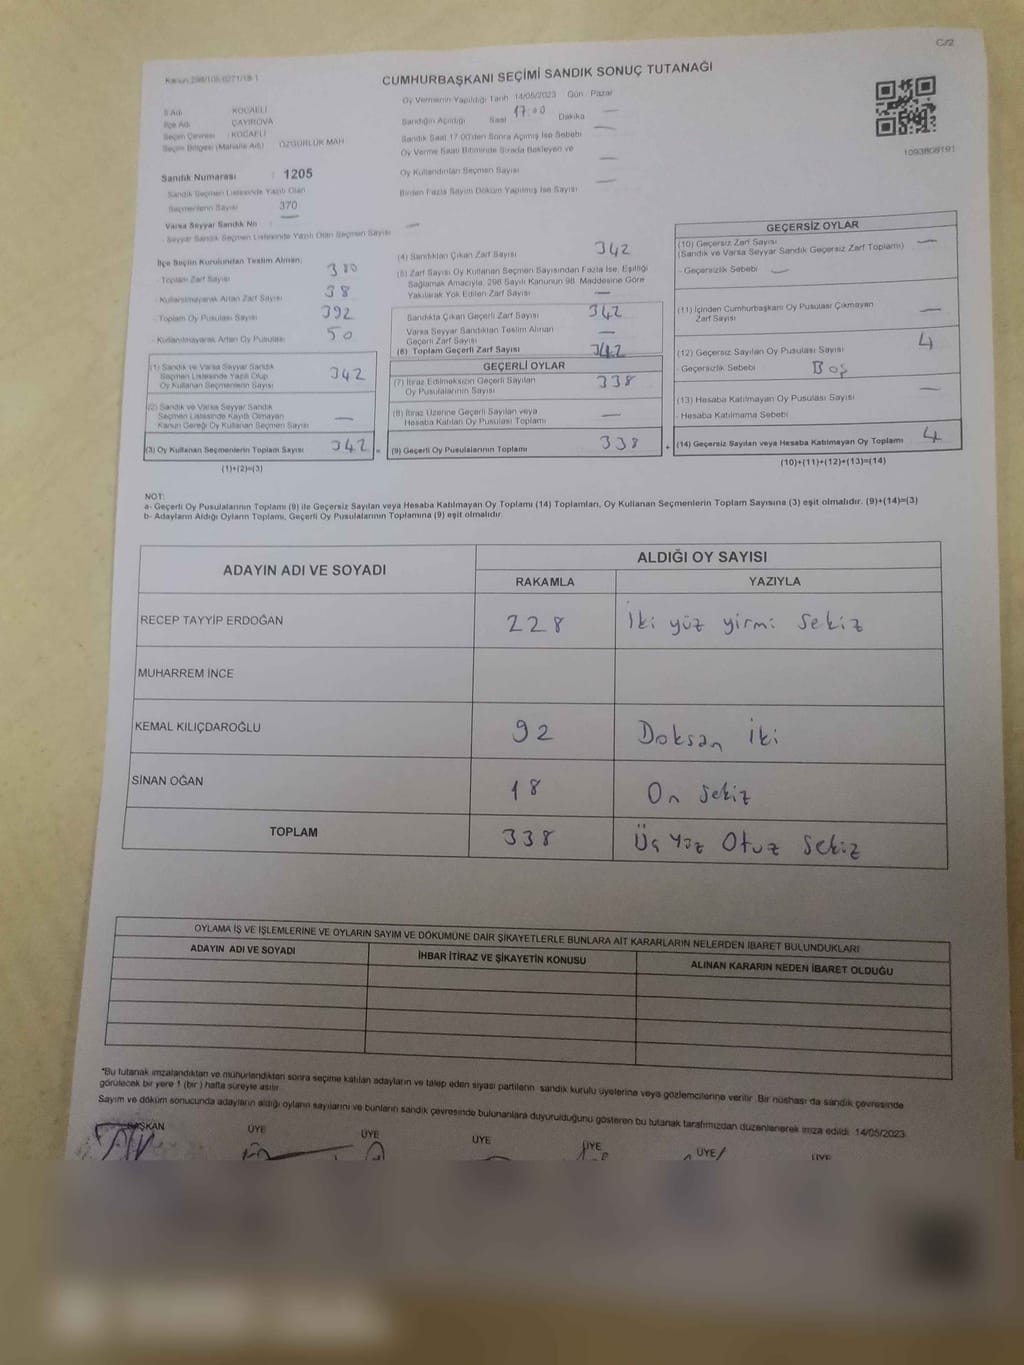 C/2
CUMHURBAŞKANI SEÇİMİ SANDIK SONUÇ TUTANAĞI
Oy Vermenin Yapıldığı Tarih 14/05/2023 Gün Pazar
İl Adı KOCAELİ
İlçe Adı ÇAYIROVA
Seçim Çevresi KOCAELİ
Seçim Bölgesi (Mahalle Adı) ÖZGÜRLÜK MAH
Sandığın Açıldığı Saat 17:00 Dakika —
Sandık Saat 17.00'den Sonra Açılmış İse Sebebi —
Oy Verme Saati Bitiminde Sırada Bekleyen ve
Oy Kullandırılan Seçmen Sayısı —
Birden Fazla Sayım Döküm Yapılmış İse Sayısı —
1093808191
Sandık Numarası : 1205
Sandık Seçmen Listesinde Yazılı Olan
Seçmenlerin Sayısı 370
Varsa Seyyar Sandık No —
- Seyyar Sandık Seçmen Listesinde Yazılı Olan Seçmen Sayısı —
İlçe Seçim Kurulundan Teslim Alınan;
- Toplam Zarf Sayısı 380
- Kullanılmayarak Artan Zarf Sayısı 38
- Toplam Oy Pusulası Sayısı 392
- Kullanılmayarak Artan Oy Pusulası 50
(1) Sandık ve Varsa Seyyar Sandık
Seçmen Listesinde Yazılı Olup
Oy Kullanan Seçmenlerin Sayısı 342
(2) Sandık ve Varsa Seyyar Sandık
Seçmen Listesinde Kayıtlı Olmayan
Kanun Gereği Oy Kullanan Seçmen Sayısı —
(3) Oy Kullanan Seçmenlerin Toplam Sayısı 342 =
(1)+(2)=(3)
(4) Sandıktan Çıkan Zarf Sayısı 342
(5) Zarf Sayısı Oy Kullanan Seçmen Sayısından Fazla İse, Eşitliği
Sağlamak Amacıyla, 298 Sayılı Kanunun 98. Maddesine Göre
Yakılarak Yok Edilen Zarf Sayısı —
Sandıkta Çıkan Geçerli Zarf Sayısı 342
Varsa Seyyar Sandıktan Teslim Alınan
Geçerli Zarf Sayısı —
(6) Toplam Geçerli Zarf Sayısı 342
GEÇERLİ OYLAR
(7) İtiraz Edilmeksizin Geçerli Sayılan
Oy Pusulalarının Sayısı 338
(8) İtiraz Üzerine Geçerli Sayılan veya
Hesaba Katılan Oy Pusulası Toplamı —
(9) Geçerli Oy Pusulalarının Toplamı 338 +
GEÇERSİZ OYLAR
(10) Geçersiz Zarf Sayısı —
(Sandık ve Varsa Seyyar Sandık Geçersiz Zarf Toplamı)
- Geçersizlik Sebebi —
(11) İçinden Cumhurbaşkanı Oy Pusulası Çıkmayan
Zarf Sayısı —
(12) Geçersiz Sayılan Oy Pusulası Sayısı 4
Geçersizlik Sebebi Boş
(13) Hesaba Katılmayan Oy Pusulası Sayısı —
- Hesaba Katılmama Sebebi
(14) Geçersiz Sayılan veya Hesaba Katılmayan Oy Toplamı 4
(10)+(11)+(12)+(13)=(14)
NOT:
a- Geçerli Oy Pusulalarının Toplamı (9) ile Geçersiz Sayılan veya Hesaba Katılmayan Oy Toplamı (14) Toplamları, Oy Kullanan Seçmenlerin Toplam Sayısına (3) eşit olmalıdır. (9)+(14)=(3)
b- Adayların Aldığı Oyların Toplamı, Geçerli Oy Pusulalarının Toplamına (9) eşit olmalıdır.
ADAYIN ADI VE SOYADI
ALDIĞI OY SAYISI
RAKAMLA YAZIYLA
RECEP TAYYİP ERDOĞAN 228 İki yüz yirmi sekiz
MUHARREM İNCE
KEMAL KILIÇDAROĞLU 92 Doksan İki
SİNAN OĞAN 18 On Sekiz
TOPLAM 338 Üç Yüz Otuz Sekiz
OYLAMA İŞ VE İŞLEMLERİNE VE OYLARIN SAYIM VE DÖKÜMÜNE DAİR ŞİKAYETLERLE BUNLARA AİT KARARLARIN NELERDEN İBARET BULUNDUKLARI
ADAYIN ADI VE SOYADI İHBAR İTİRAZ VE ŞİKAYETİN KONUSU ALINAN KARARIN NEDEN İBARET OLDUĞU
*Bu tutanak imzalandıktan ve mühürlendikten sonra seçime katılan adayların ve talep eden siyasi partilerin sandık kurulu üyelerine veya gözlemcilerine verilir. Bir nüshası da sandık çevresinde
görülecek bir yere 1 (bir) hafta süreyle asılır.
Sayım ve döküm sonucunda adayların aldığı oyların sayılarını ve bunların sandık çevresinde bulunanlara duyurulduğunu gösteren bu tutanak tarafımızdan düzenlenerek imza edildi. 14/05/2023
BAŞKAN ÜYE ÜYE ÜYE ÜYE ÜYE ÜYE